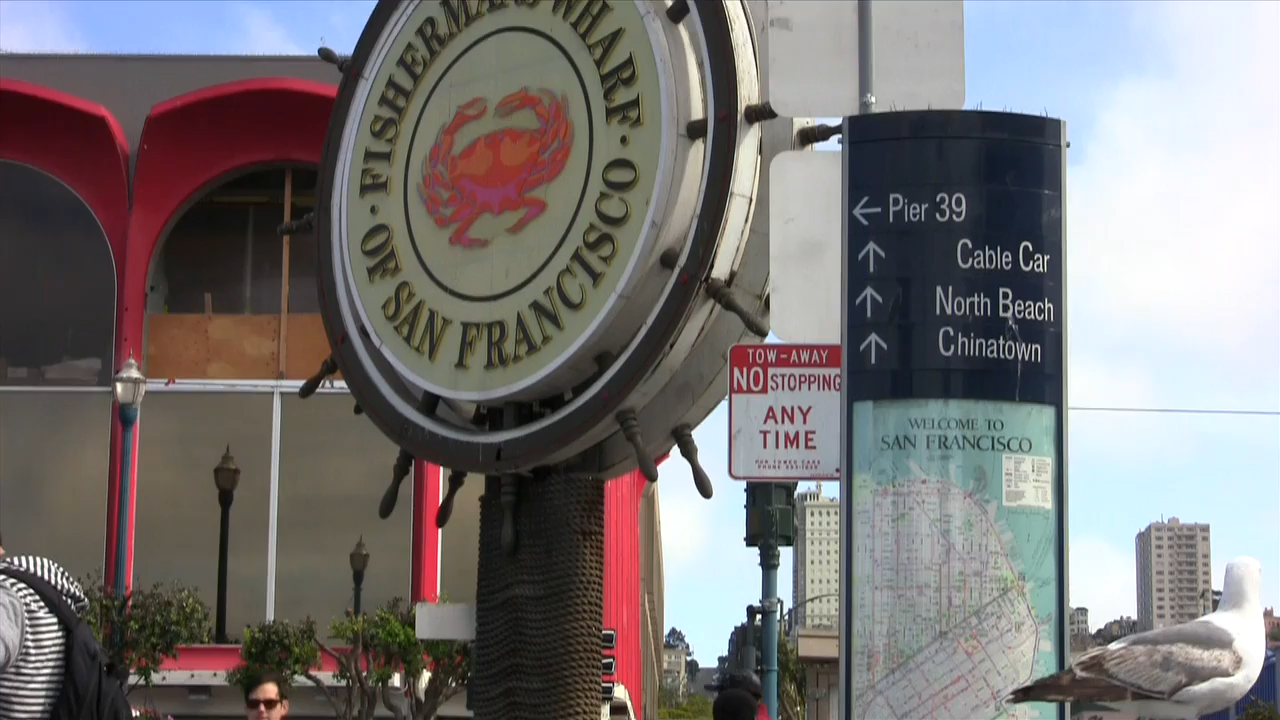 FISHERMAN'S WHARF
OF SAN FRANCISCO
← Pier 39
↑ Cable Car
↑ North Beach
↑ Chinatown
TOW-AWAY
NO STOPPING
ANY
TIME
WELCOME TO
SAN FRANCISCO